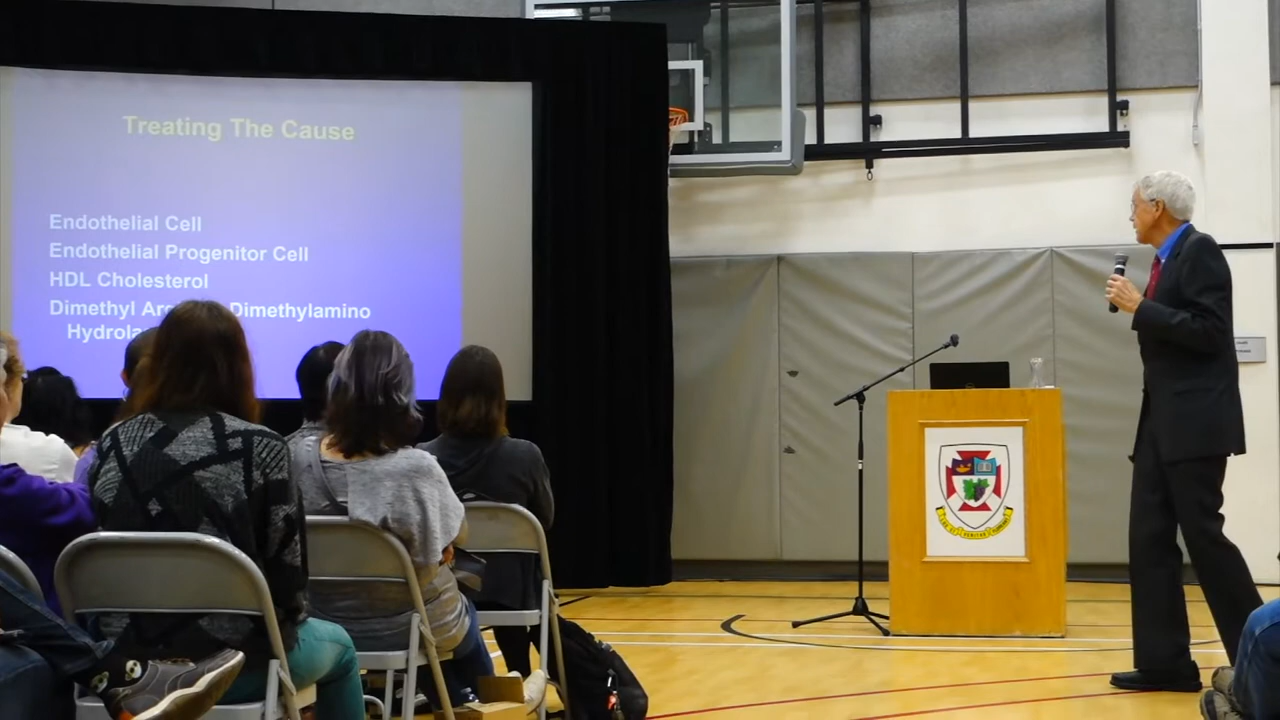 Treating The Cause
Endothelial Cell
Endothelial Progenitor Cell
HDL Cholesterol
Dimethyl Dimethylamino